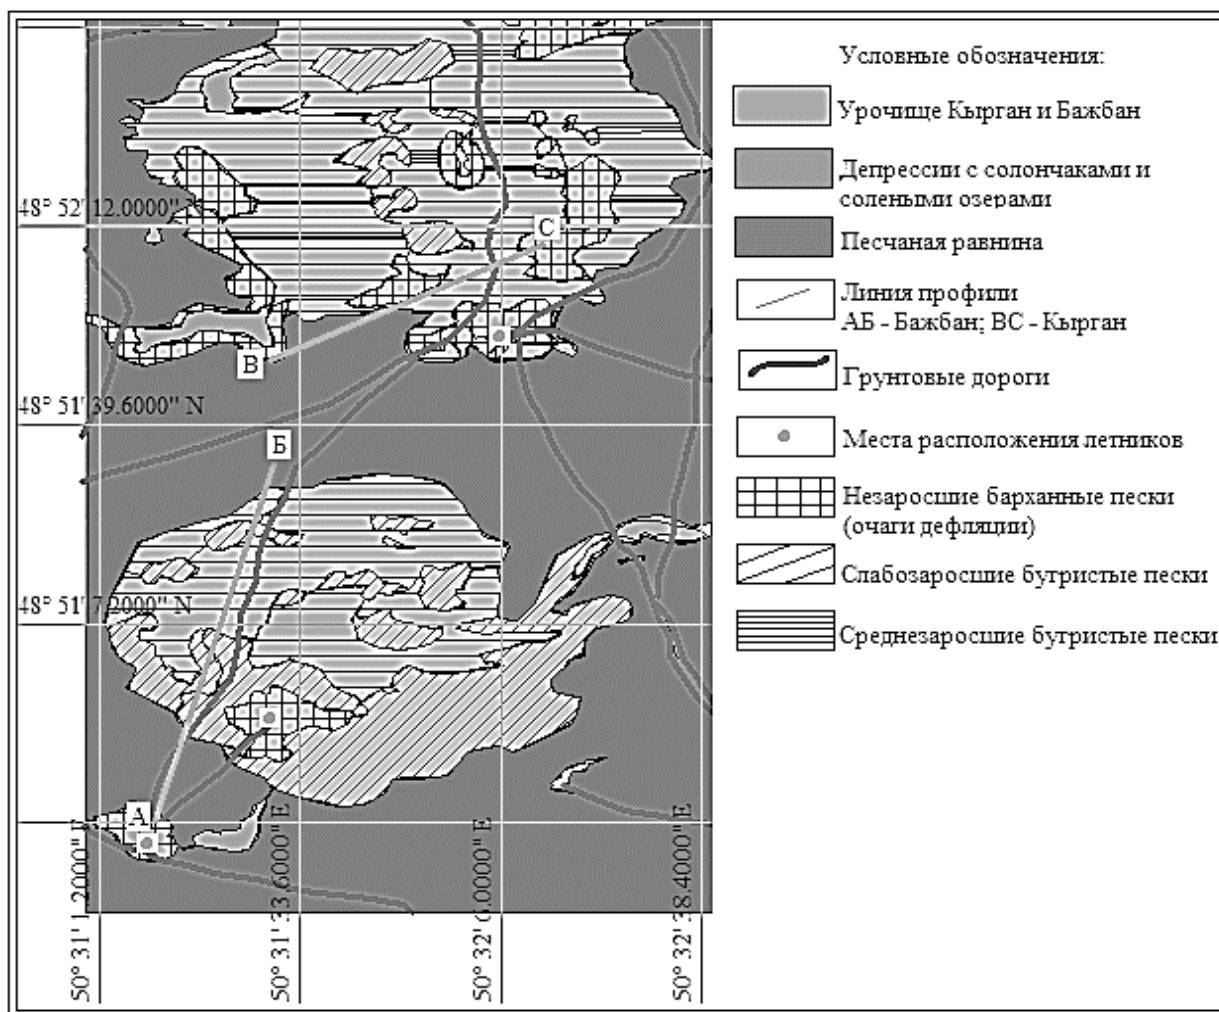 Условные обозначения:
Урочище Кырган и Бажбан
Депрессии с солончаками и
солеными озерами
Песчаная равнина
Линия профили
АБ - Бажбан; ВС - Кырган
Грунтовые дороги
Места расположения летников
Незаросшие барханные пески
(очаги дефляции)
Слабозаросшие бугристые пески
Среднезаросшие бугристые пески
48° 52' 12.0000"
С
В
48° 51' 39.6000" N
Б
48° 51' 7.2000" N
А
50° 31' 1.2000" E
50° 31' 33.6000" E
50° 32' 6.0000" E
50° 32' 38.4000" E